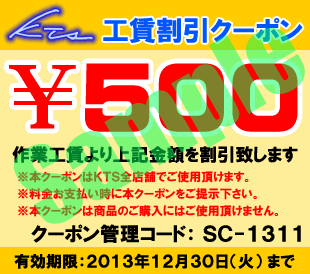 KTS 工賃割引クーポン
¥500
Sample
作業工賃より上記金額を割引致します
※本クーポンはKTS全店舗でご使用頂けます。
※料金お支払い時に本クーポンをご提示下さい。
※本クーポンは商品のご購入にはご使用頂けません。
クーポン管理コード: SC-1311
有効期限:2013年12月30日(火)まで